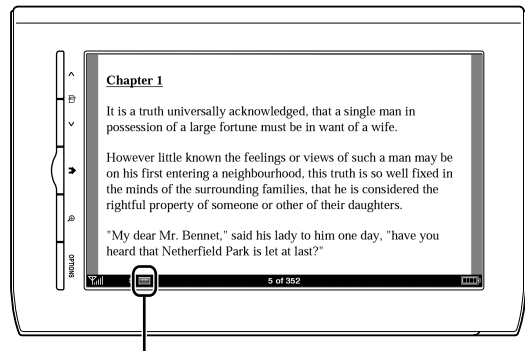 Chapter 1
It is a truth universally acknowledged, that a single man in
possession of a large fortune must be in want of a wife.
However little known the feelings or views of such a man may be
on his first entering a neighbourhood, this truth is so well fixed in
the minds of the surrounding families, that he is considered the
rightful property of someone or other of their daughters.
"My dear Mr. Bennet," said his lady to him one day, "have you
heard that Netherfield Park is let at last?"
5 of 352
OPTIONS